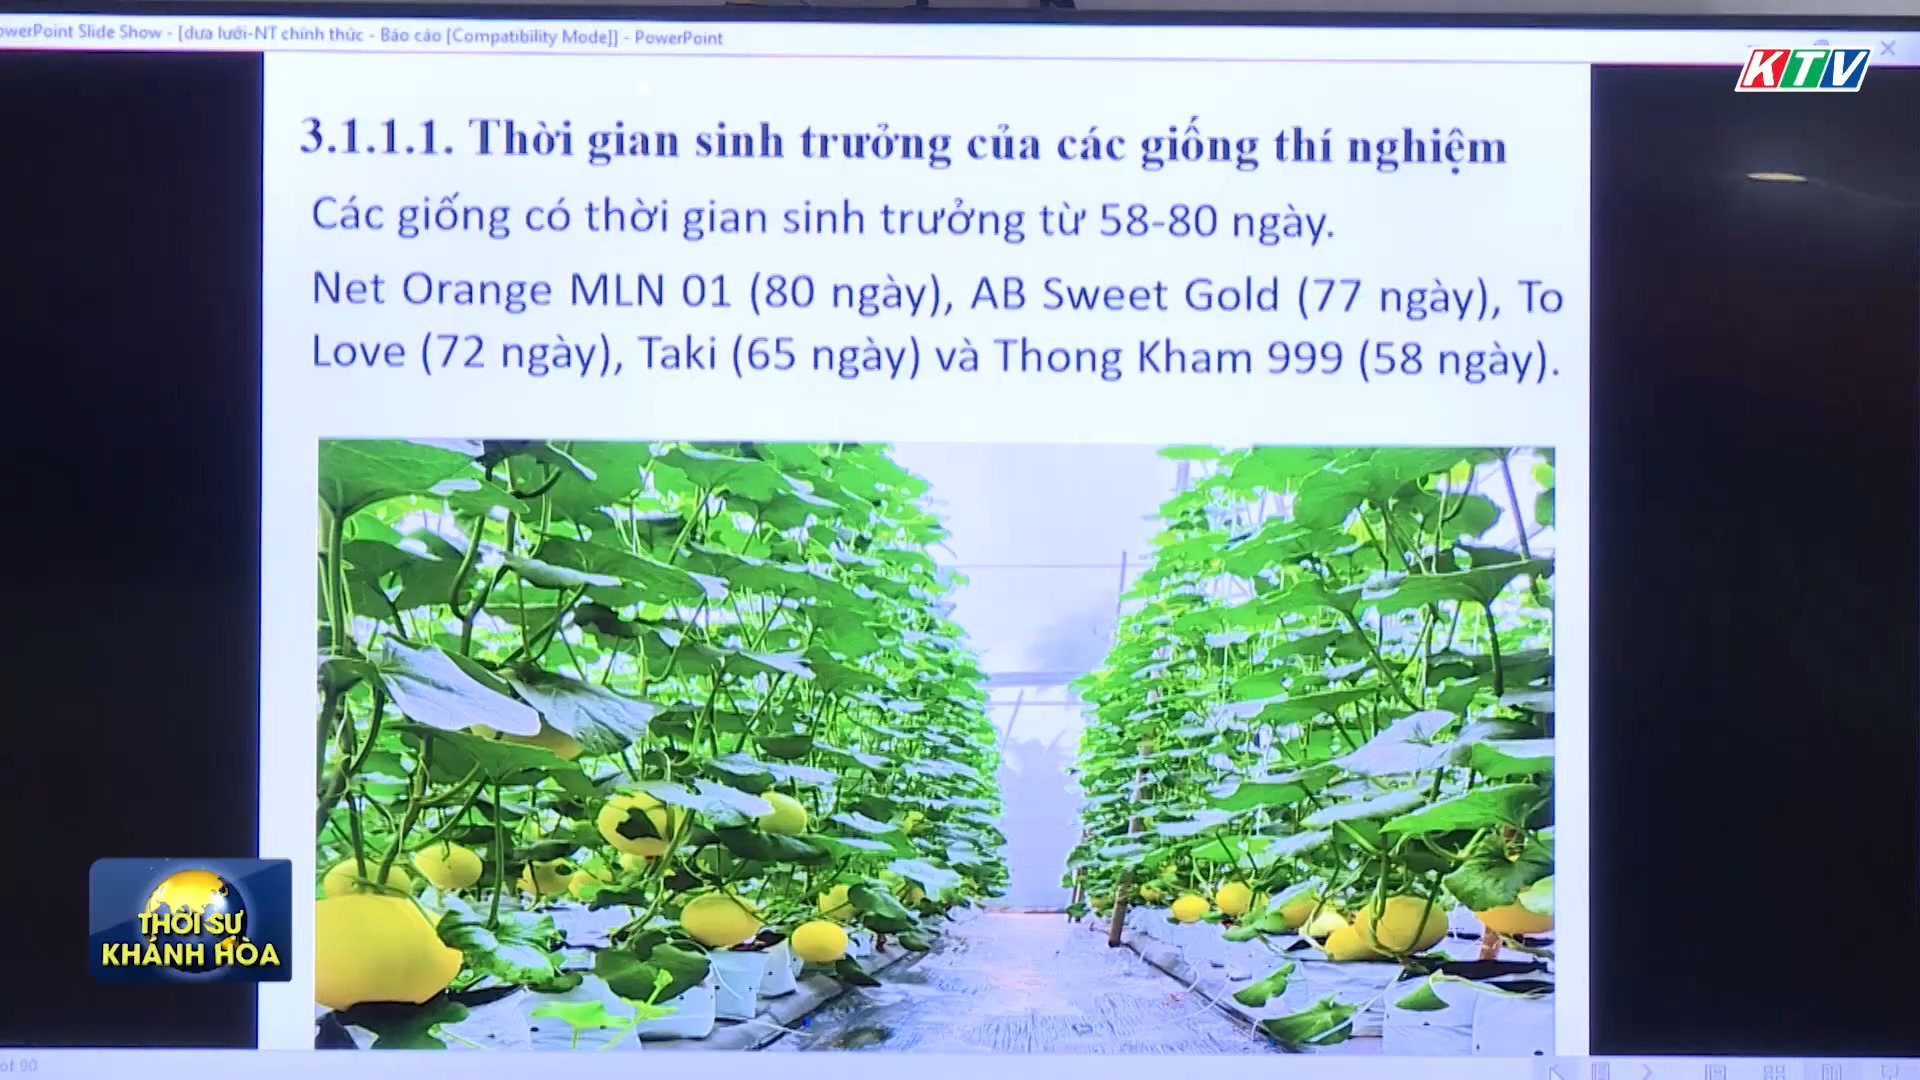 owerPoint Slide Show - [dưa lưới-NT chính thức - Báo cáo [Compatibility Mode]] - PowerPoint
KTV
3.1.1.1. Thời gian sinh trưởng của các giống thí nghiệm
Các giống có thời gian sinh trưởng từ 58-80 ngày.
Net Orange MLN 01 (80 ngày), AB Sweet Gold (77 ngày), To
Love (72 ngày), Taki (65 ngày) và Thong Kham 999 (58 ngày).
THỜI SỰ
KHÁNH HÒA
of 90